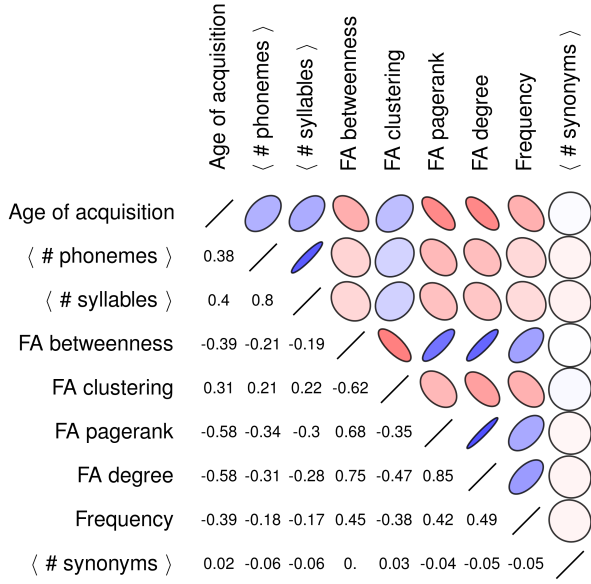 Age of acquisition
⟨ # phonemes ⟩
⟨ # syllables ⟩
FA betweenness
FA clustering
FA pagerank
FA degree
Frequency
⟨ # synonyms ⟩
Age of acquisition
⟨ # phonemes ⟩ 0.38
⟨ # syllables ⟩ 0.4 0.8
FA betweenness -0.39 -0.21 -0.19
FA clustering 0.31 0.21 0.22 -0.62
FA pagerank -0.58 -0.34 -0.3 0.68 -0.35
FA degree -0.58 -0.31 -0.28 0.75 -0.47 0.85
Frequency -0.39 -0.18 -0.17 0.45 -0.38 0.42 0.49
⟨ # synonyms ⟩ 0.02 -0.06 -0.06 0. 0.03 -0.04 -0.05 -0.05